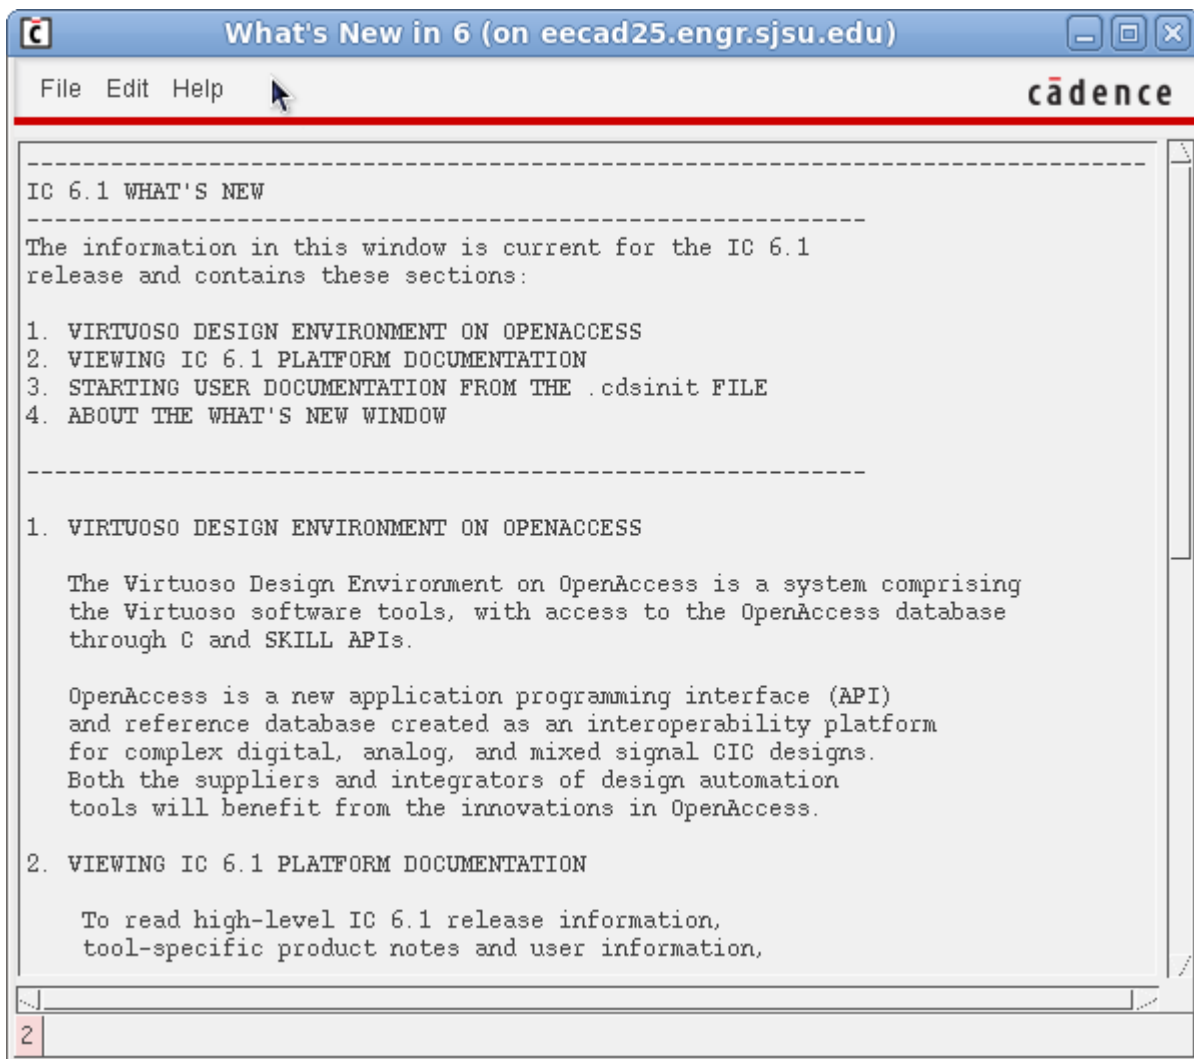 What's New in 6 (on eecad25.engr.sjsu.edu)
File Edit Help
cādence
--------------------------------------------------------------------------------
IC 6.1 WHAT'S NEW
------------------------------------------------------------
The information in this window is current for the IC 6.1
release and contains these sections:
1. VIRTUOSO DESIGN ENVIRONMENT ON OPENACCESS
2. VIEWING IC 6.1 PLATFORM DOCUMENTATION
3. STARTING USER DOCUMENTATION FROM THE .cdsinit FILE
4. ABOUT THE WHAT'S NEW WINDOW
------------------------------------------------------------
1. VIRTUOSO DESIGN ENVIRONMENT ON OPENACCESS
The Virtuoso Design Environment on OpenAccess is a system comprising
the Virtuoso software tools, with access to the OpenAccess database
through C and SKILL APIs.
OpenAccess is a new application programming interface (API)
and reference database created as an interoperability platform
for complex digital, analog, and mixed signal CIC designs.
Both the suppliers and integrators of design automation
tools will benefit from the innovations in OpenAccess.
2. VIEWING IC 6.1 PLATFORM DOCUMENTATION
To read high-level IC 6.1 release information,
tool-specific product notes and user information,
2